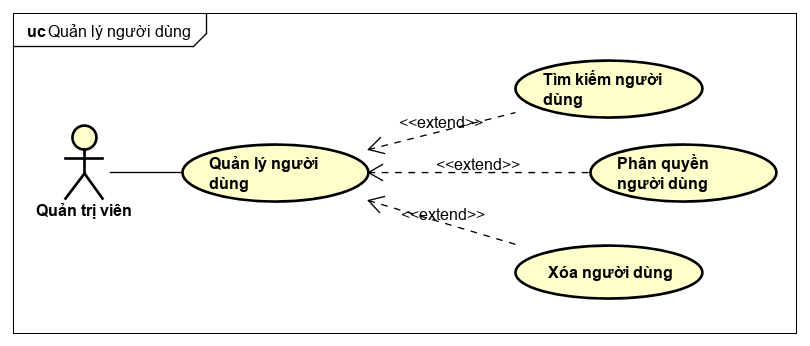 uc Quản lý người dùng
Tìm kiếm người
dùng
<<extend>>
Quản lý người
dùng
<<extend>>
Phân quyền
người dùng
Quản trị viên
<<extend>>
Xóa người dùng